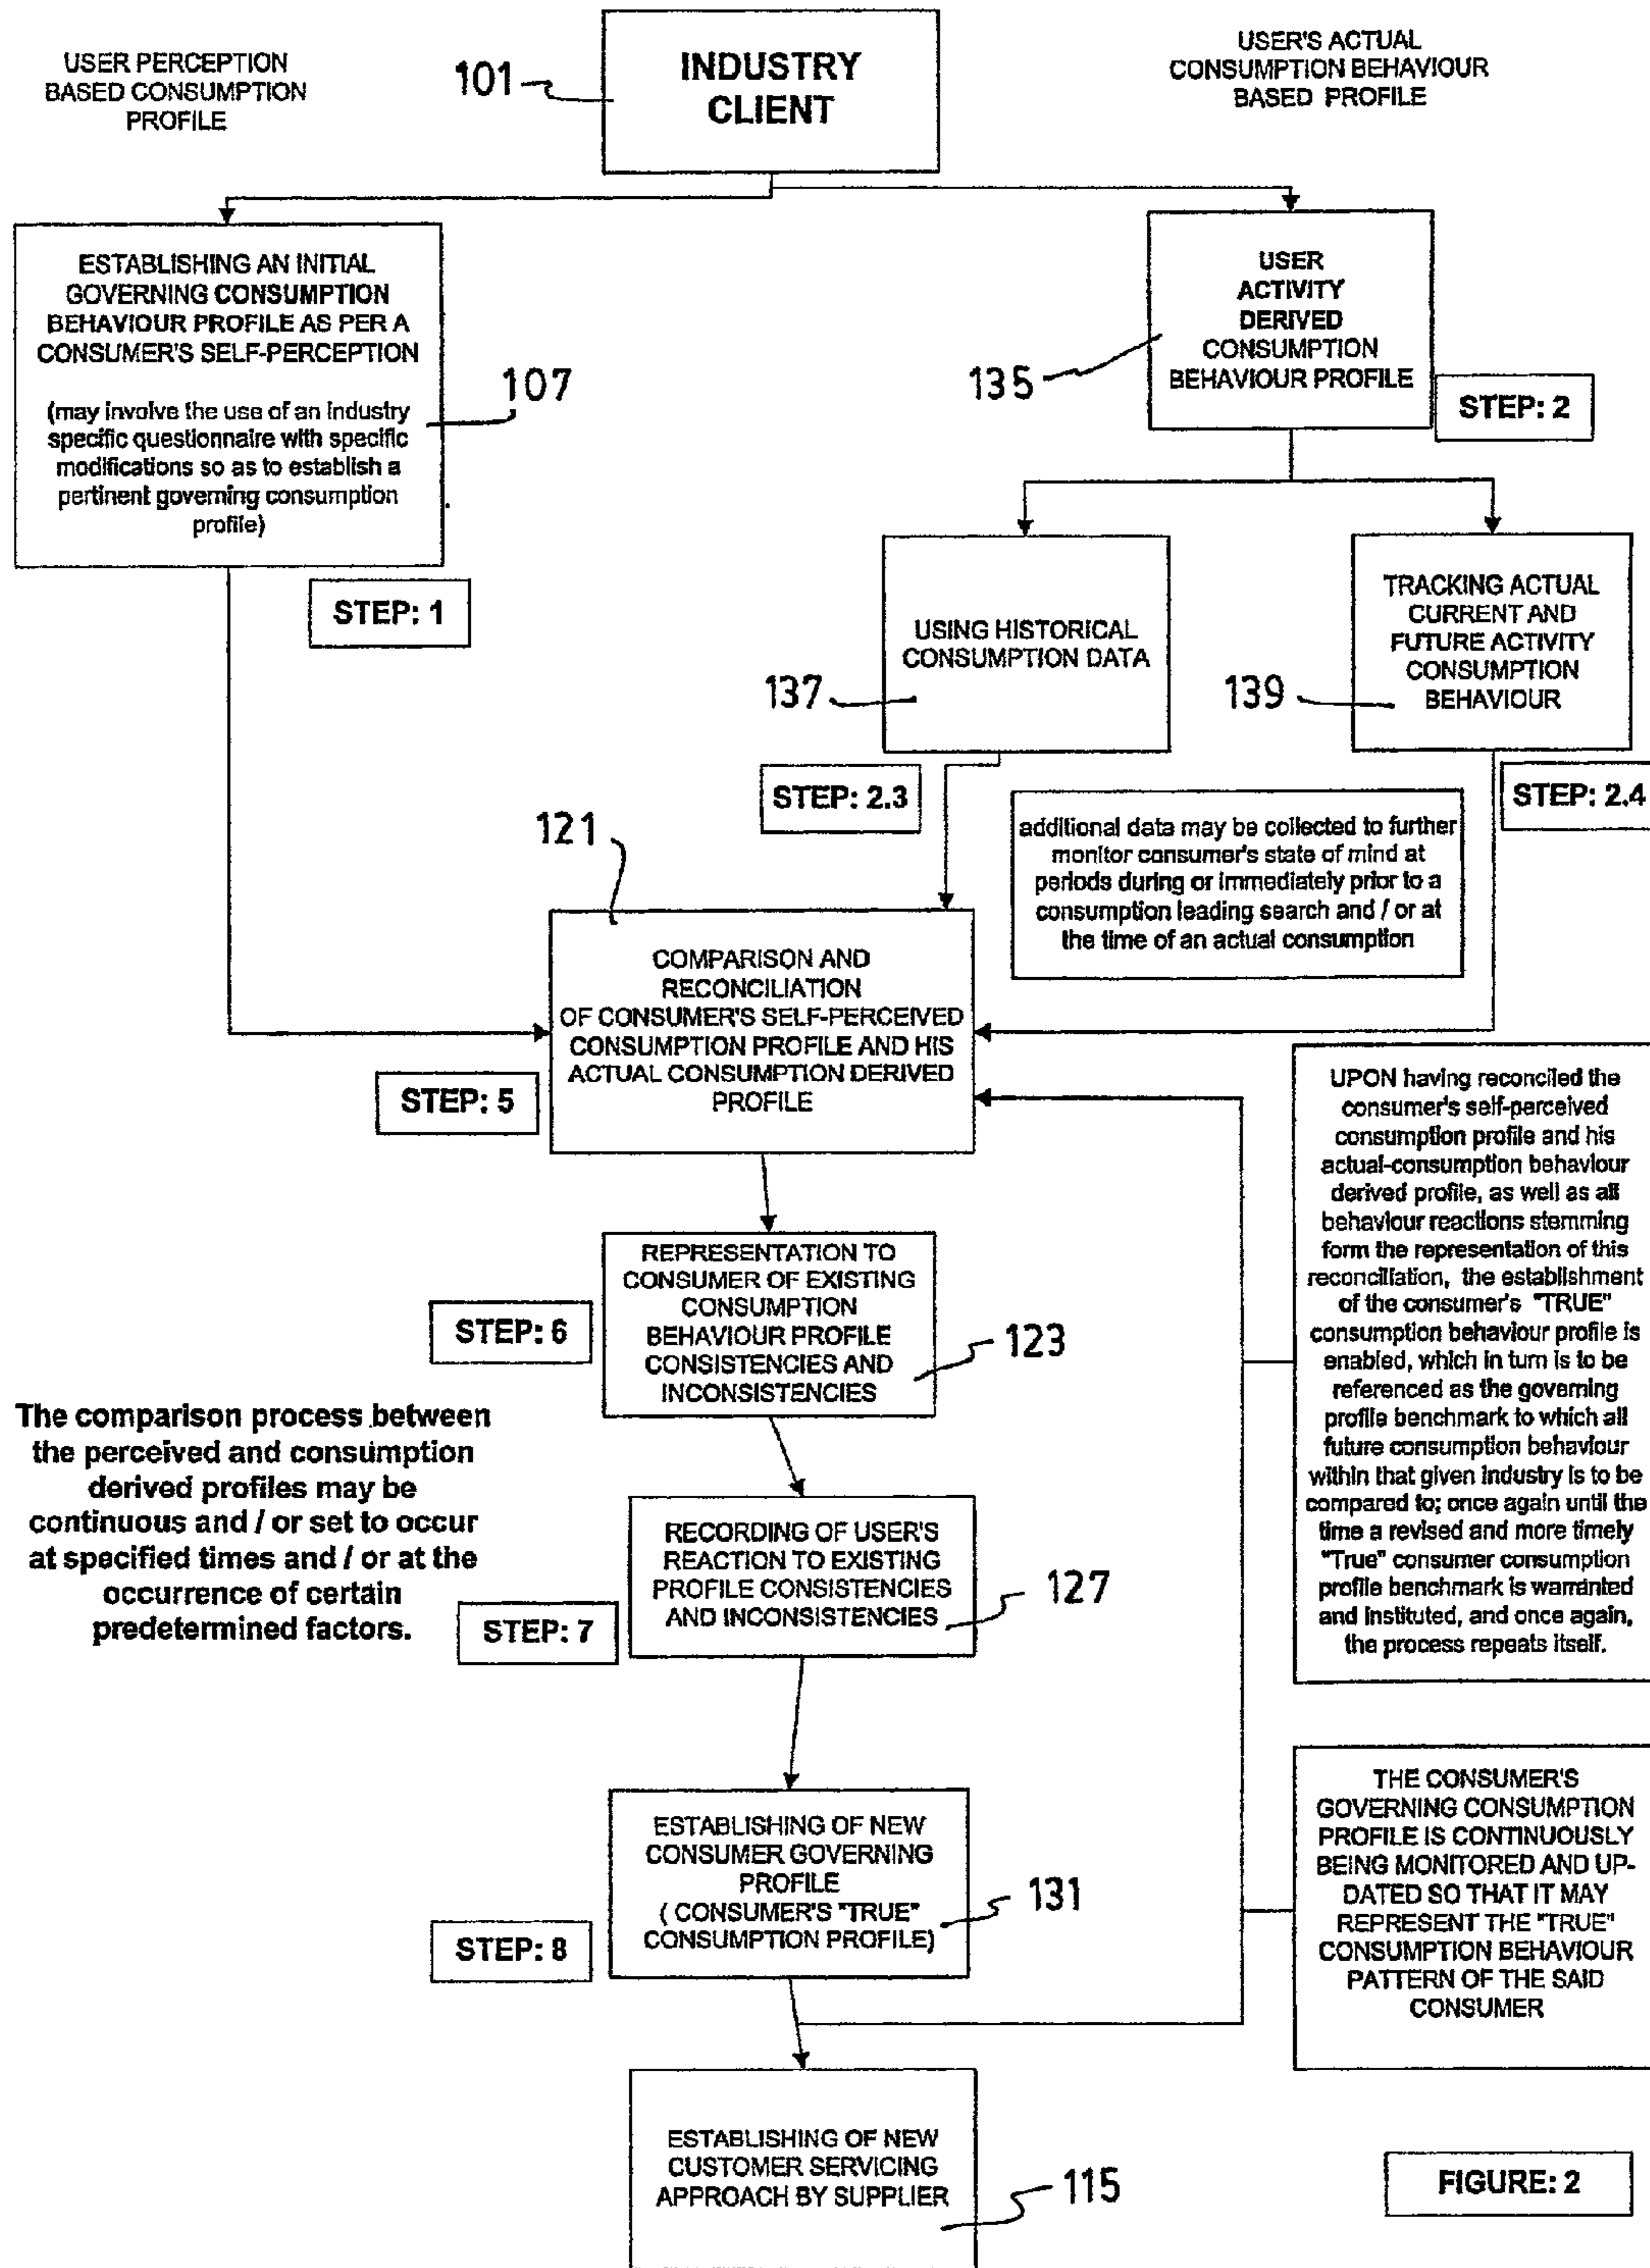 USER PERCEPTION
BASED CONSUMPTION
PROFILE
101
INDUSTRY
CLIENT
USER'S ACTUAL
CONSUMPTION BEHAVIOUR
BASED PROFILE
ESTABLISHING AN INITIAL
GOVERNING CONSUMPTION
BEHAVIOUR PROFILE AS PER A
CONSUMER'S SELF-PERCEPTION
(may involve the use of an industry
specific questionnaire with specific
modifications so as to establish a
pertinent governing consumption
profile)
107
STEP: 1
USER
ACTIVITY
DERIVED
CONSUMPTION
BEHAVIOUR PROFILE
135
STEP: 2
USING HISTORICAL
CONSUMPTION DATA
137
STEP: 2.3
TRACKING ACTUAL
CURRENT AND
FUTURE ACTIVITY
CONSUMPTION
BEHAVIOUR
139
STEP: 2.4
additional data may be collected to further
monitor consumer's state of mind at
periods during or immediately prior to a
consumption leading search and / or at
the time of an actual consumption
121
COMPARISON AND
RECONCILIATION
OF CONSUMER'S SELF-PERCEIVED
CONSUMPTION PROFILE AND HIS
ACTUAL CONSUMPTION DERIVED
PROFILE
STEP: 5
UPON having reconciled the
consumer's self-perceived
consumption profile and his
actual-consumption behaviour
derived profile, as well as all
behaviour reactions stemming
form the representation of this
reconciliation, the establishment
of the consumer's "TRUE"
consumption behaviour profile is
enabled, which in turn is to be
referenced as the governing
profile benchmark to which all
future consumption behaviour
within that given industry is to be
compared to; once again until the
time a revised and more timely
"True" consumer consumption
profile benchmark is warranted
and instituted, and once again,
the process repeats itself.
REPRESENTATION TO
CONSUMER OF EXISTING
CONSUMPTION
BEHAVIOUR PROFILE
CONSISTENCIES AND
INCONSISTENCIES
STEP: 6
123
The comparison process between
the perceived and consumption
derived profiles may be
continuous and / or set to occur
at specified times and / or at the
occurrence of certain
predetermined factors.
RECORDING OF USER'S
REACTION TO EXISTING
PROFILE CONSISTENCIES
AND INCONSISTENCIES
127
STEP: 7
ESTABLISHING OF NEW
CONSUMER GOVERNING
PROFILE
( CONSUMER'S "TRUE"
CONSUMPTION PROFILE)
131
STEP: 8
THE CONSUMER'S
GOVERNING CONSUMPTION
PROFILE IS CONTINUOUSLY
BEING MONITORED AND UP-
DATED SO THAT IT MAY
REPRESENT THE "TRUE"
CONSUMPTION BEHAVIOUR
PATTERN OF THE SAID
CONSUMER
ESTABLISHING OF NEW
CUSTOMER SERVICING
APPROACH BY SUPPLIER
115
FIGURE: 2